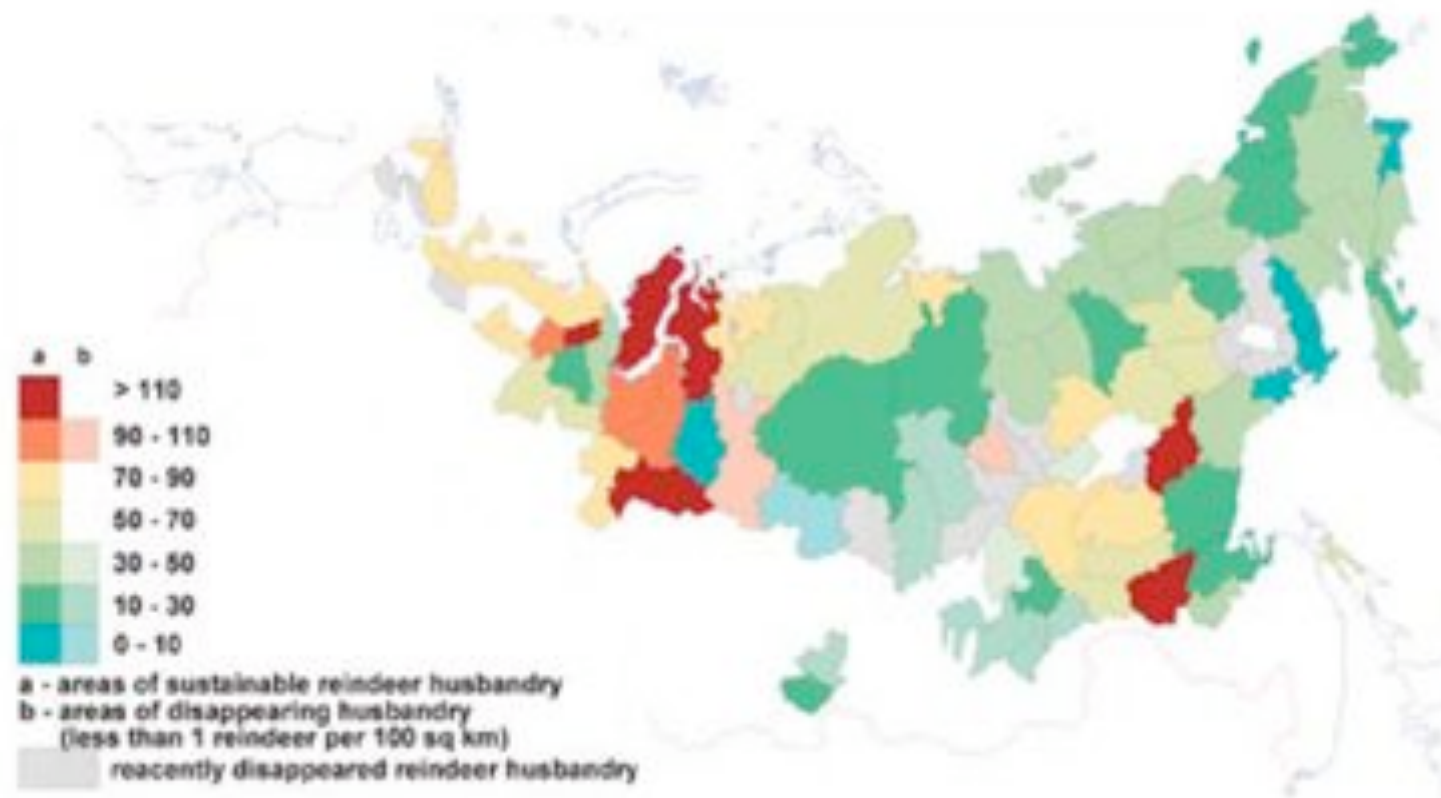 a b
> 110
90 - 110
70 - 90
50 - 70
30 - 50
10 - 30
0 - 10
a - areas of sustainable reindeer husbandry
b - areas of disappearing husbandry
(less than 1 reindeer per 100 sq km)
reacently disappeared reindeer husbandry